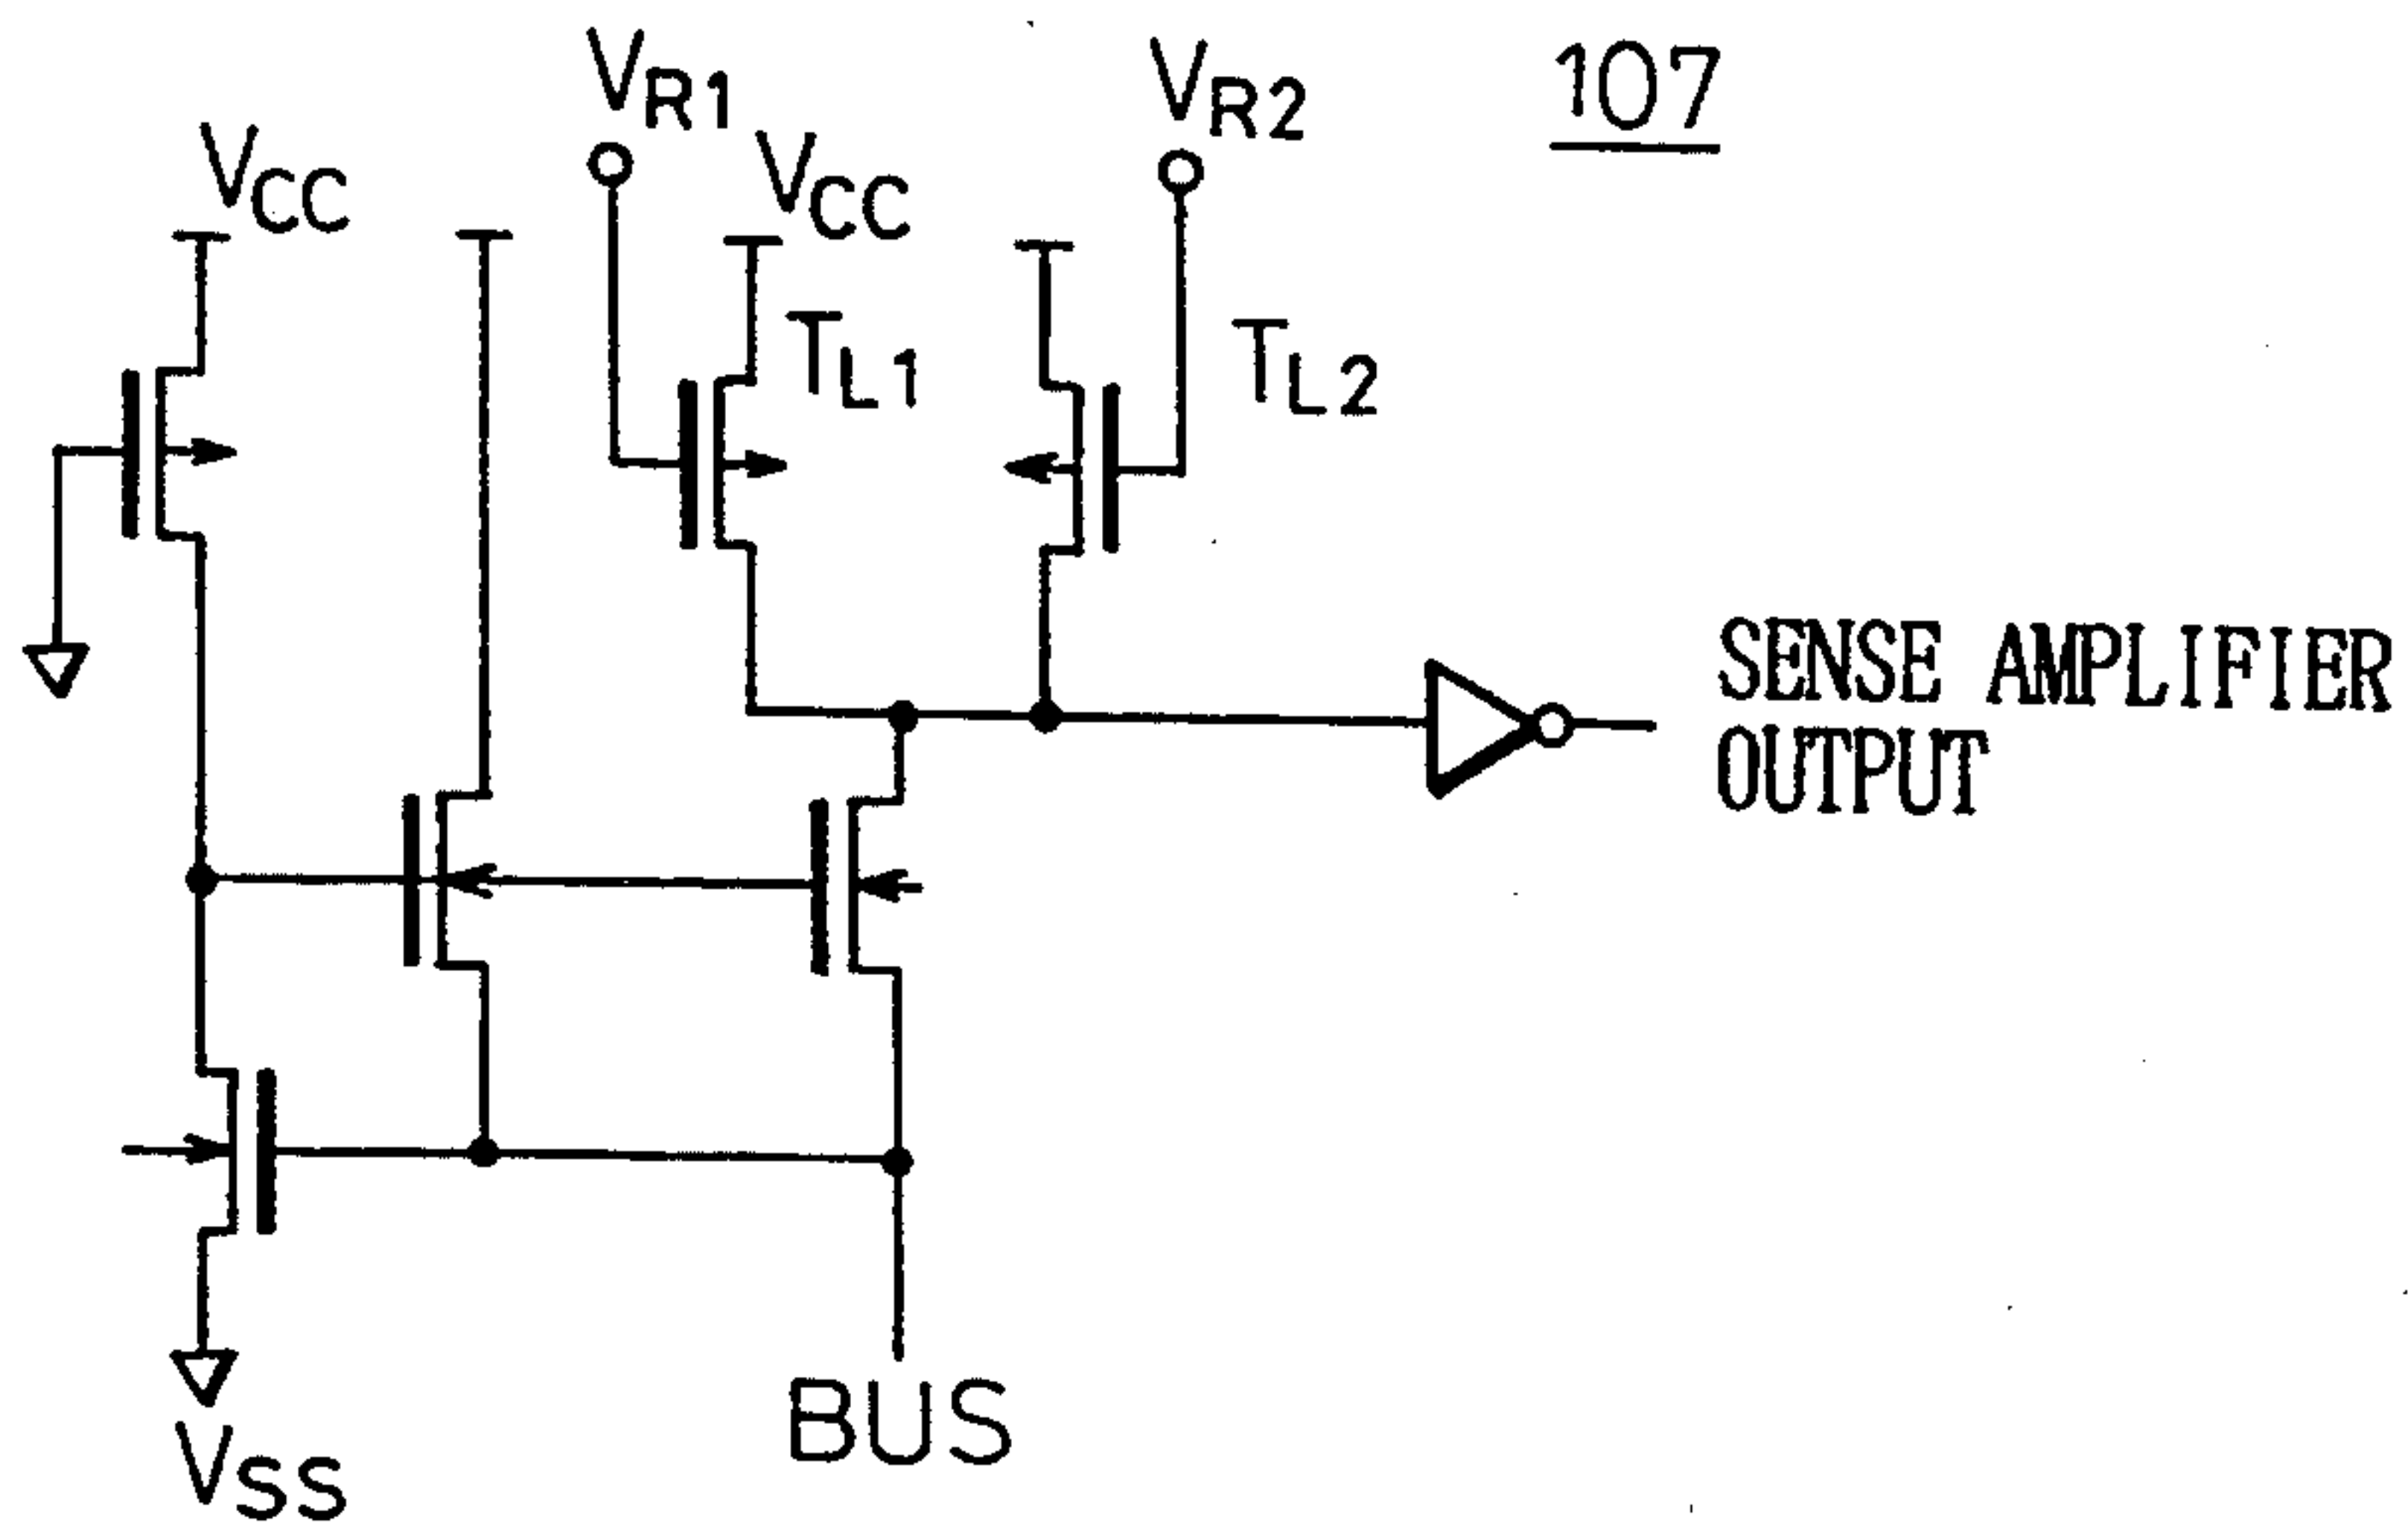 VR1
VR2
107
VCC
VCC
TL1
TL2
SENSE AMPLIFIER
OUTPUT
BUS
VSS